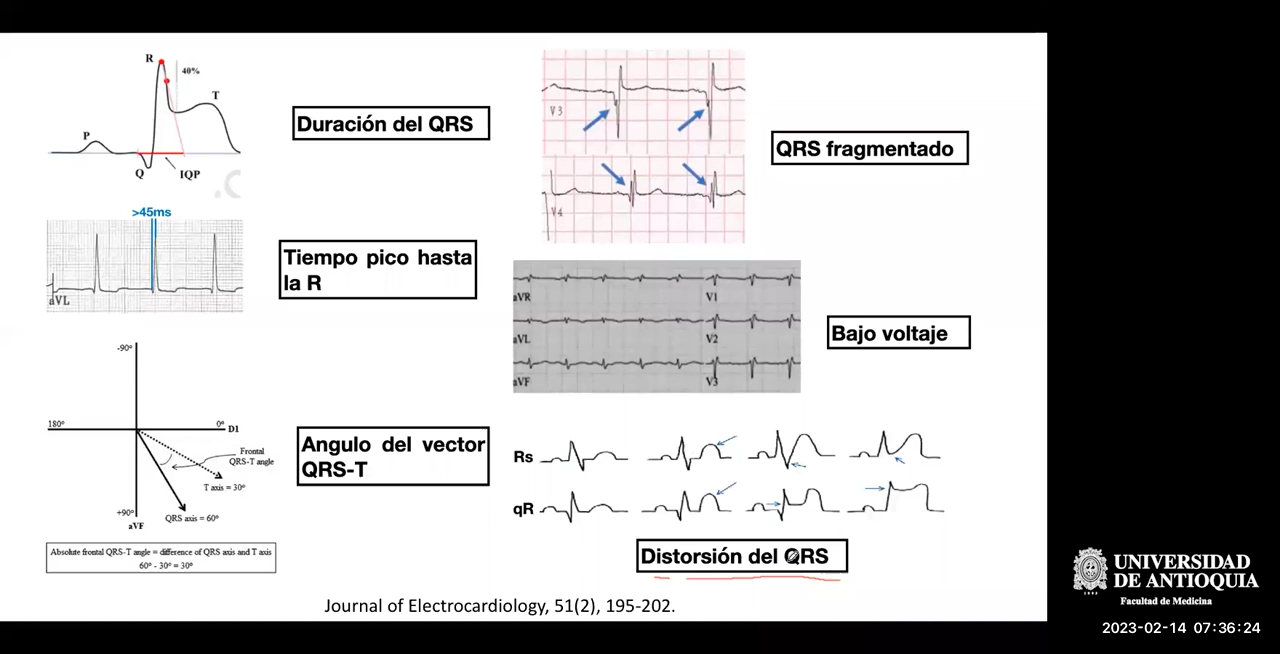 R
40%
T
P
Q
IQP
Duración del QRS
>45ms
aVL
Tiempo pico hasta
la R
-90º
180º
0º
D1
Frontal
QRS-T angle
T axis = 30º
QRS axis = 60º
+90º
aVF
Angulo del vector
QRS-T
Absolute frontal QRS-T angle = difference of QRS axis and T axis
60º - 30º = 30º
V3
V4
QRS fragmentado
aVR
V1
aVL
V2
aVF
V3
Bajo voltaje
Rs
qR
Distorsión del QRS
Journal of Electrocardiology, 51(2), 195-202.
UNIVERSIDAD
DE ANTIOQUIA
Facultad de Medicina
2023-02-14 07:36:24